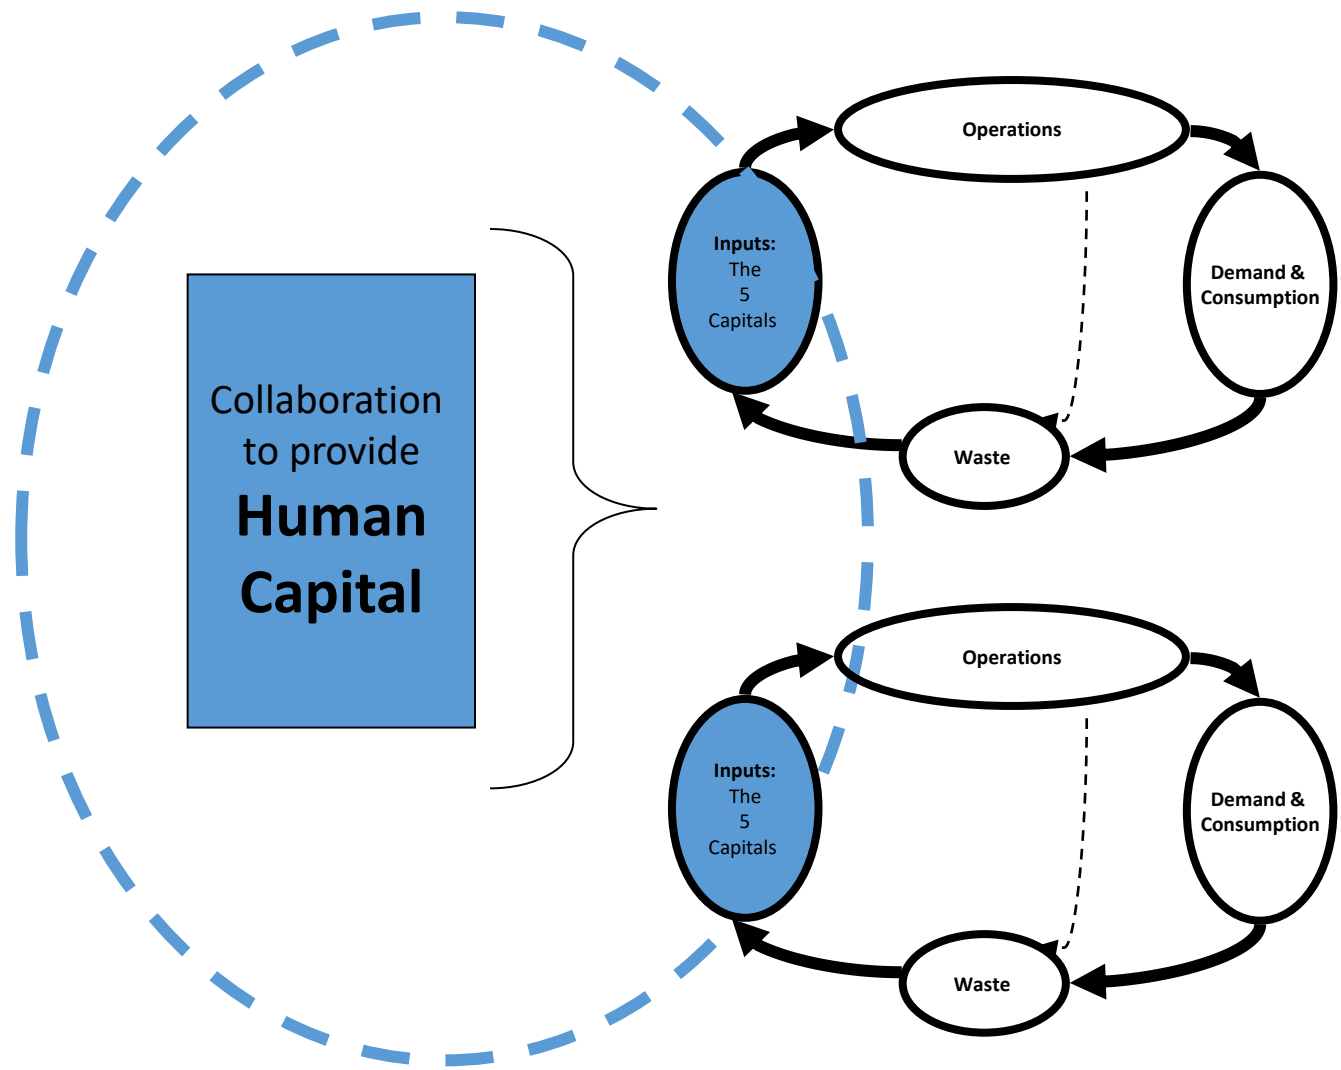 Collaboration
to provide
Human
Capital
Operations
Inputs:
The
5
Capitals
Demand &
Consumption
Waste
Operations
Inputs:
The
5
Capitals
Demand &
Consumption
Waste